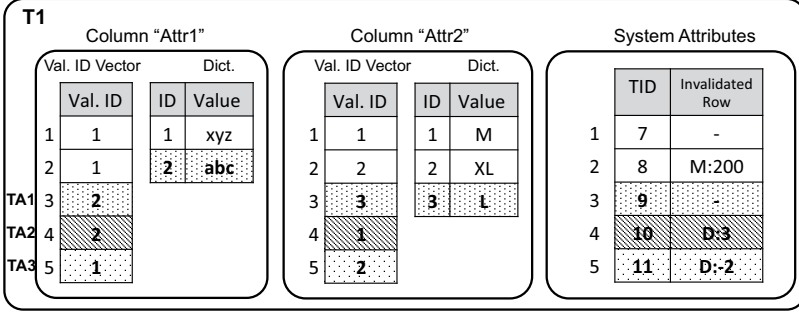 T1
Column "Attr1" Column "Attr2" System Attributes
Val. ID Vector Dict. Val. ID Vector Dict.
Val. ID ID Value Val. ID ID Value TID Invalidated Row
1 1 1 xyz 1 1 1 M 1 7 -
2 1 2 abc 2 2 2 XL 2 8 M:200
TA1 3 2 3 3 3 L 3 9 -
TA2 4 2 4 1 4 10 D:3
TA3 5 1 5 2 5 11 D:-2